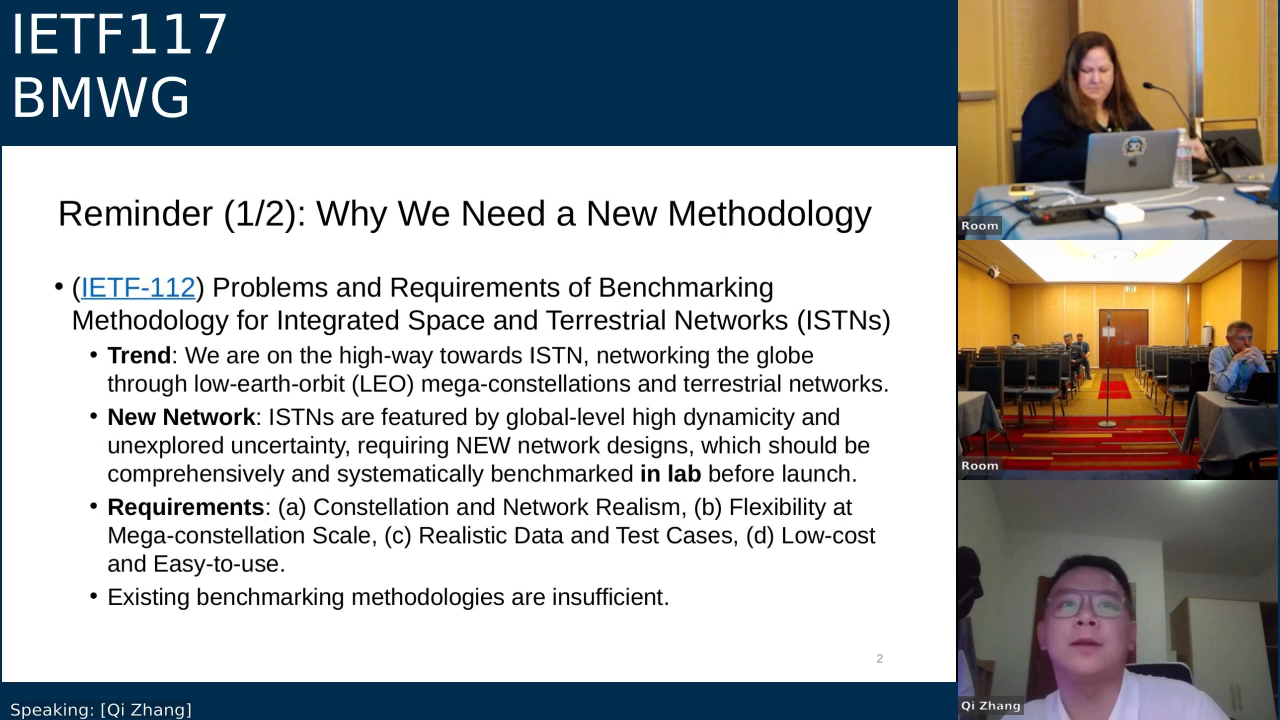 IETF117
BMWG
Reminder (1/2): Why We Need a New Methodology
• (IETF-112) Problems and Requirements of Benchmarking
Methodology for Integrated Space and Terrestrial Networks (ISTNs)
• Trend: We are on the high-way towards ISTN, networking the globe
through low-earth-orbit (LEO) mega-constellations and terrestrial networks.
• New Network: ISTNs are featured by global-level high dynamicity and
unexplored uncertainty, requiring NEW network designs, which should be
comprehensively and systematically benchmarked in lab before launch.
• Requirements: (a) Constellation and Network Realism, (b) Flexibility at
Mega-constellation Scale, (c) Realistic Data and Test Cases, (d) Low-cost
and Easy-to-use.
• Existing benchmarking methodologies are insufficient.
2
Speaking: [Qi Zhang]
Room
Room
Qi Zhang